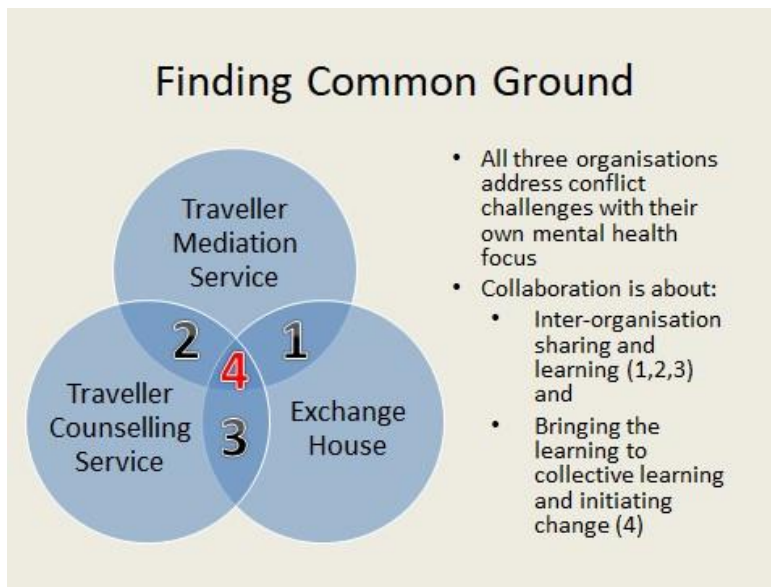 Finding Common Ground
Traveller
Mediation
Service
2
1
4
3
Traveller
Counselling
Service
Exchange
House
• All three organisations
address conflict
challenges with their
own mental health
focus
• Collaboration is about:
• Inter-organisation
sharing and
learning (1,2,3)
and
• Bringing the
learning to
collective learning
and initiating
change (4)